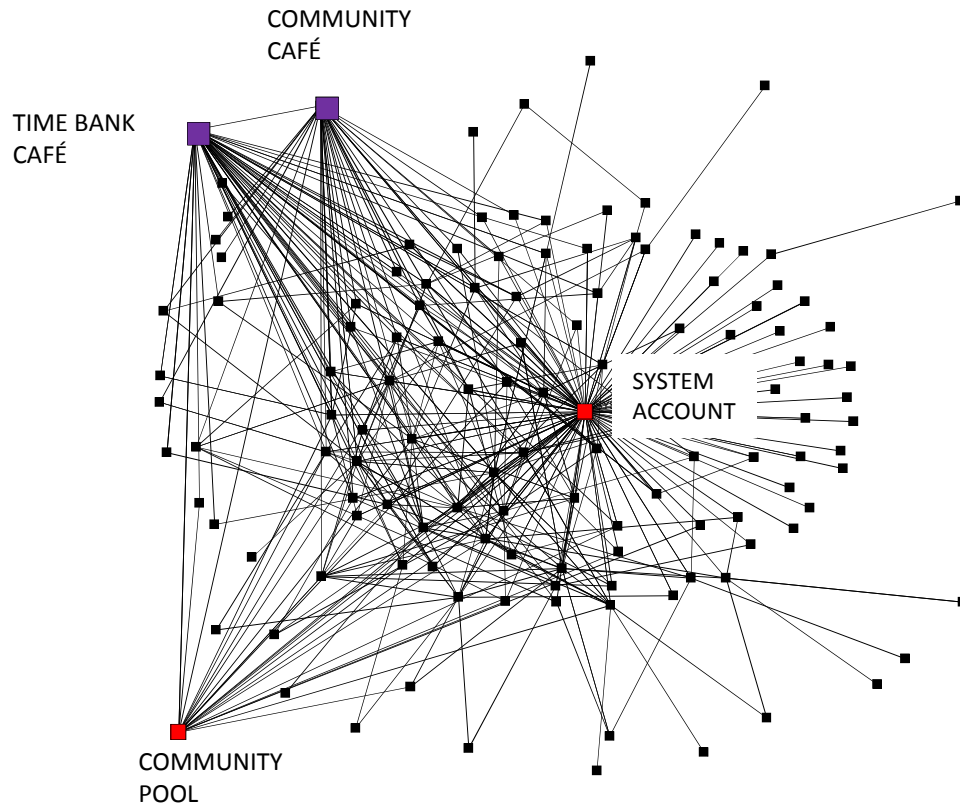 COMMUNITY
CAFÉ
TIME BANK
CAFÉ
SYSTEM
ACCOUNT
COMMUNITY
POOL